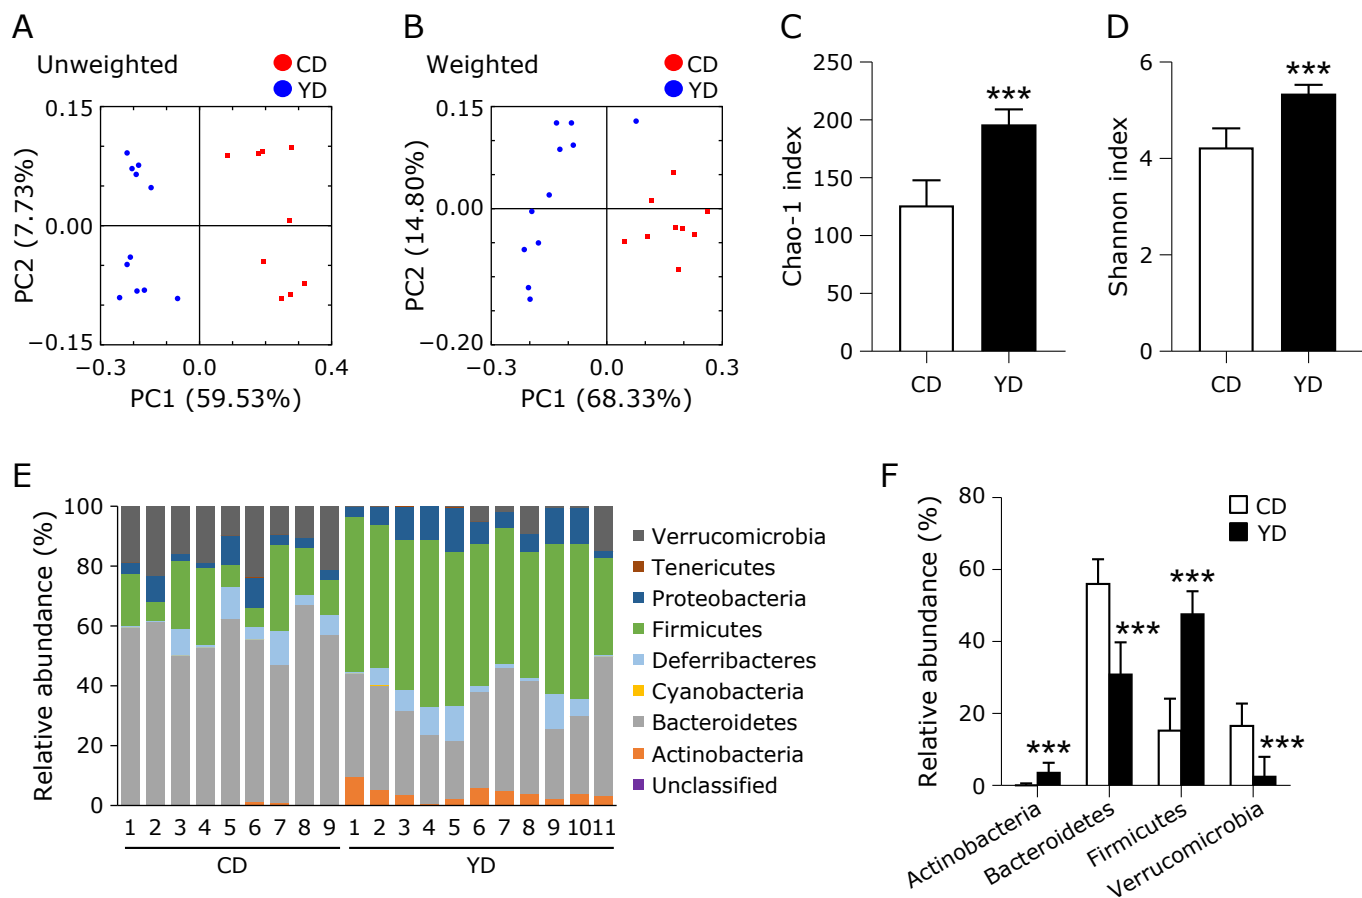 A
Unweighted
CD
YD
0.15
0.00
−0.15
PC2 (7.73%)
−0.3
0.0
0.4
PC1 (59.53%)
B
Weighted
CD
YD
0.15
0.00
−0.20
PC2 (14.80%)
−0.3
0.0
0.3
PC1 (68.33%)
C
250
200
150
100
50
0
Chao-1 index
***
CD
YD
D
6
4
2
0
Shannon index
***
CD
YD
E
100
80
60
40
20
0
Relative abundance (%)
1 2 3 4 5 6 7 8 9 1 2 3 4 5 6 7 8 9 10 11
CD
YD
Verrucomicrobia
Tenericutes
Proteobacteria
Firmicutes
Deferribacteres
Cyanobacteria
Bacteroidetes
Actinobacteria
Unclassified
F
80
60
40
20
0
Relative abundance (%)
CD
YD
***
***
***
***
Actinobacteria
Bacteroidetes
Firmicutes
Verrucomicrobia